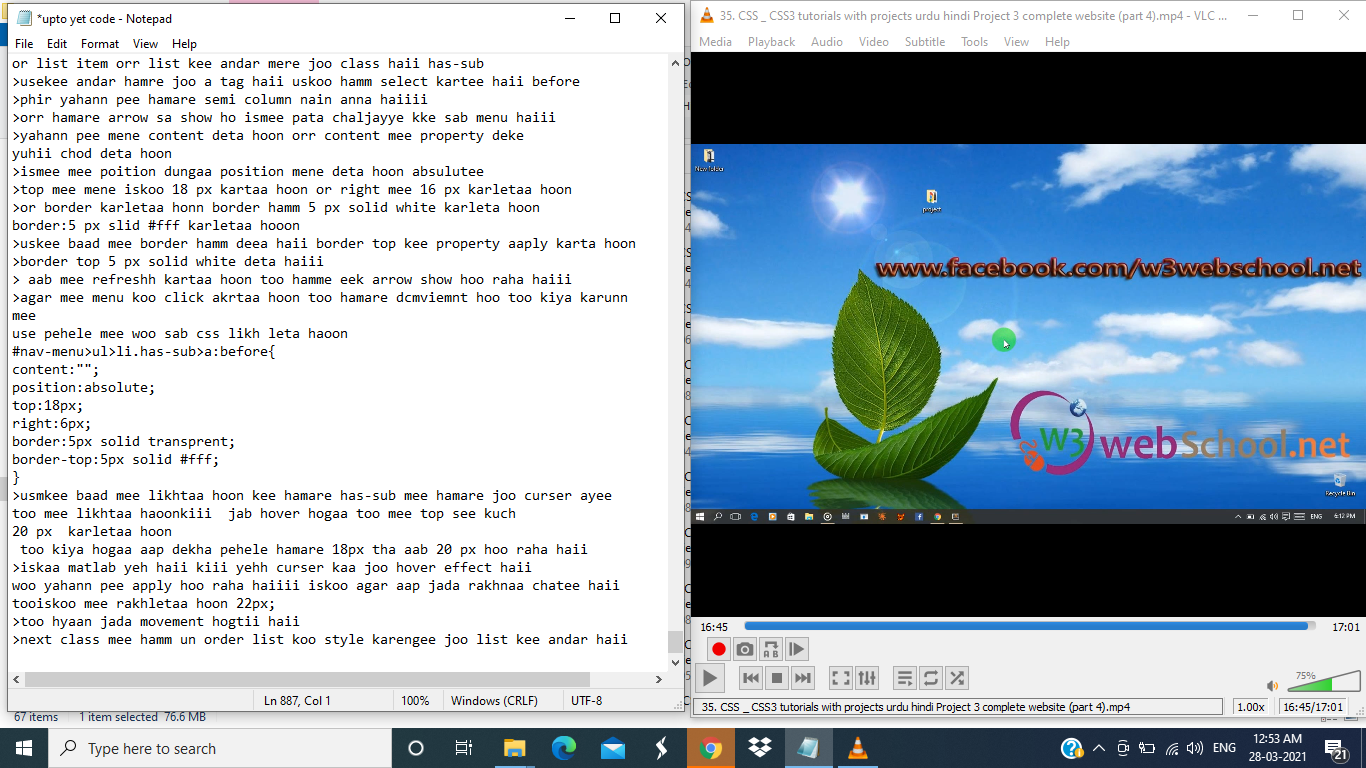 *upto yet code - Notepad
File Edit Format View Help
or list item orr list kee andar mere joo class haii has-sub
>usekee andar hamre joo a tag haii uskoo hamm select kartee haii before
>phir yahann pee hamare semi column nain anna haiiii
>orr hamare arrow sa show ho ismee pata chaljayye kke sab menu haiii
>yahann pee mene content deta hoon orr content mee property deke
yuhii chod deta hoon
>ismee mee poition dungaa position mene deta hoon absulutee
>top mee mene iskoo 18 px kartaa hoon or right mee 16 px karletaa hoon
>or border karletaa honn border hamm 5 px solid white karleta hoon
border:5 px slid #fff karletaa hooon
>uskee baad mee border hamm deea haii border top kee property aaply karta hoon
>border top 5 px solid white deta haiii
> aab mee refreshh kartaa hoon too hamme eek arrow show hoo raha haiii
>agar mee menu koo click akrtaa hoon too hamare dcmviemnt hoo too kiya karunn
mee
use pehele mee woo sab css likh leta haoon
#nav-menu>ul>li.has-sub>a:before{
content:"";
position:absolute;
top:18px;
right:6px;
border:5px solid transprent;
border-top:5px solid #fff;
}
>usmkee baad mee likhtaa hoon kee hamare has-sub mee hamare joo curser ayee
too mee likhtaa haoonkiii  jab hover hogaa too mee top see kuch
20 px  karletaa hoon
 too kiya hogaa aap dekha pehele hamare 18px tha aab 20 px hoo raha haii
>iskaa matlab yeh haii kiii yehh curser kaa joo hover effect haii
woo yahann pee apply hoo raha haiiii iskoo agar aap jada rakhnaa chatee haii
tooiskoo mee rakhletaa hoon 22px;
>too hyaan jada movement hogtii haii
>next class mee hamm un order list koo style karengee joo list kee andar haii
Ln 887, Col 1 100% Windows (CRLF) UTF-8
67 items 1 item selected 76.6 MB
35. CSS _ CSS3 tutorials with projects urdu hindi Project 3 complete website (part 4).mp4 - VLC ...
Media Playback Audio Video Subtitle Tools View Help
New folder
project
www.facebook.com/w3webschool.net
W3 webSchool.net
Recycle Bin
ENG 6:12 PM
16:45 17:01
A B
75%
35. CSS _ CSS3 tutorials with projects urdu hindi Project 3 complete website (part 4).mp4 1.00x 16:45/17:01
Type here to search
ENG 12:53 AM
28-03-2021
21